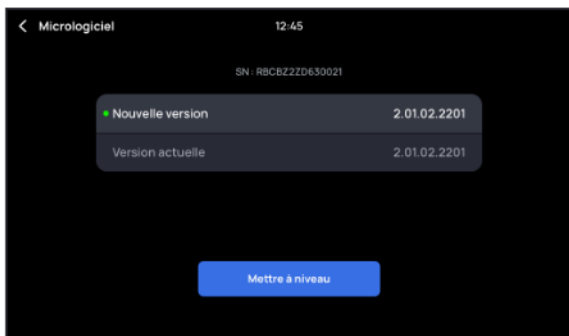 Micrologiciel
12:45
SN : RBCBZ2ZD630021
Nouvelle version 2.01.02.2201
Version actuelle 2.01.02.2201
Mettre à niveau